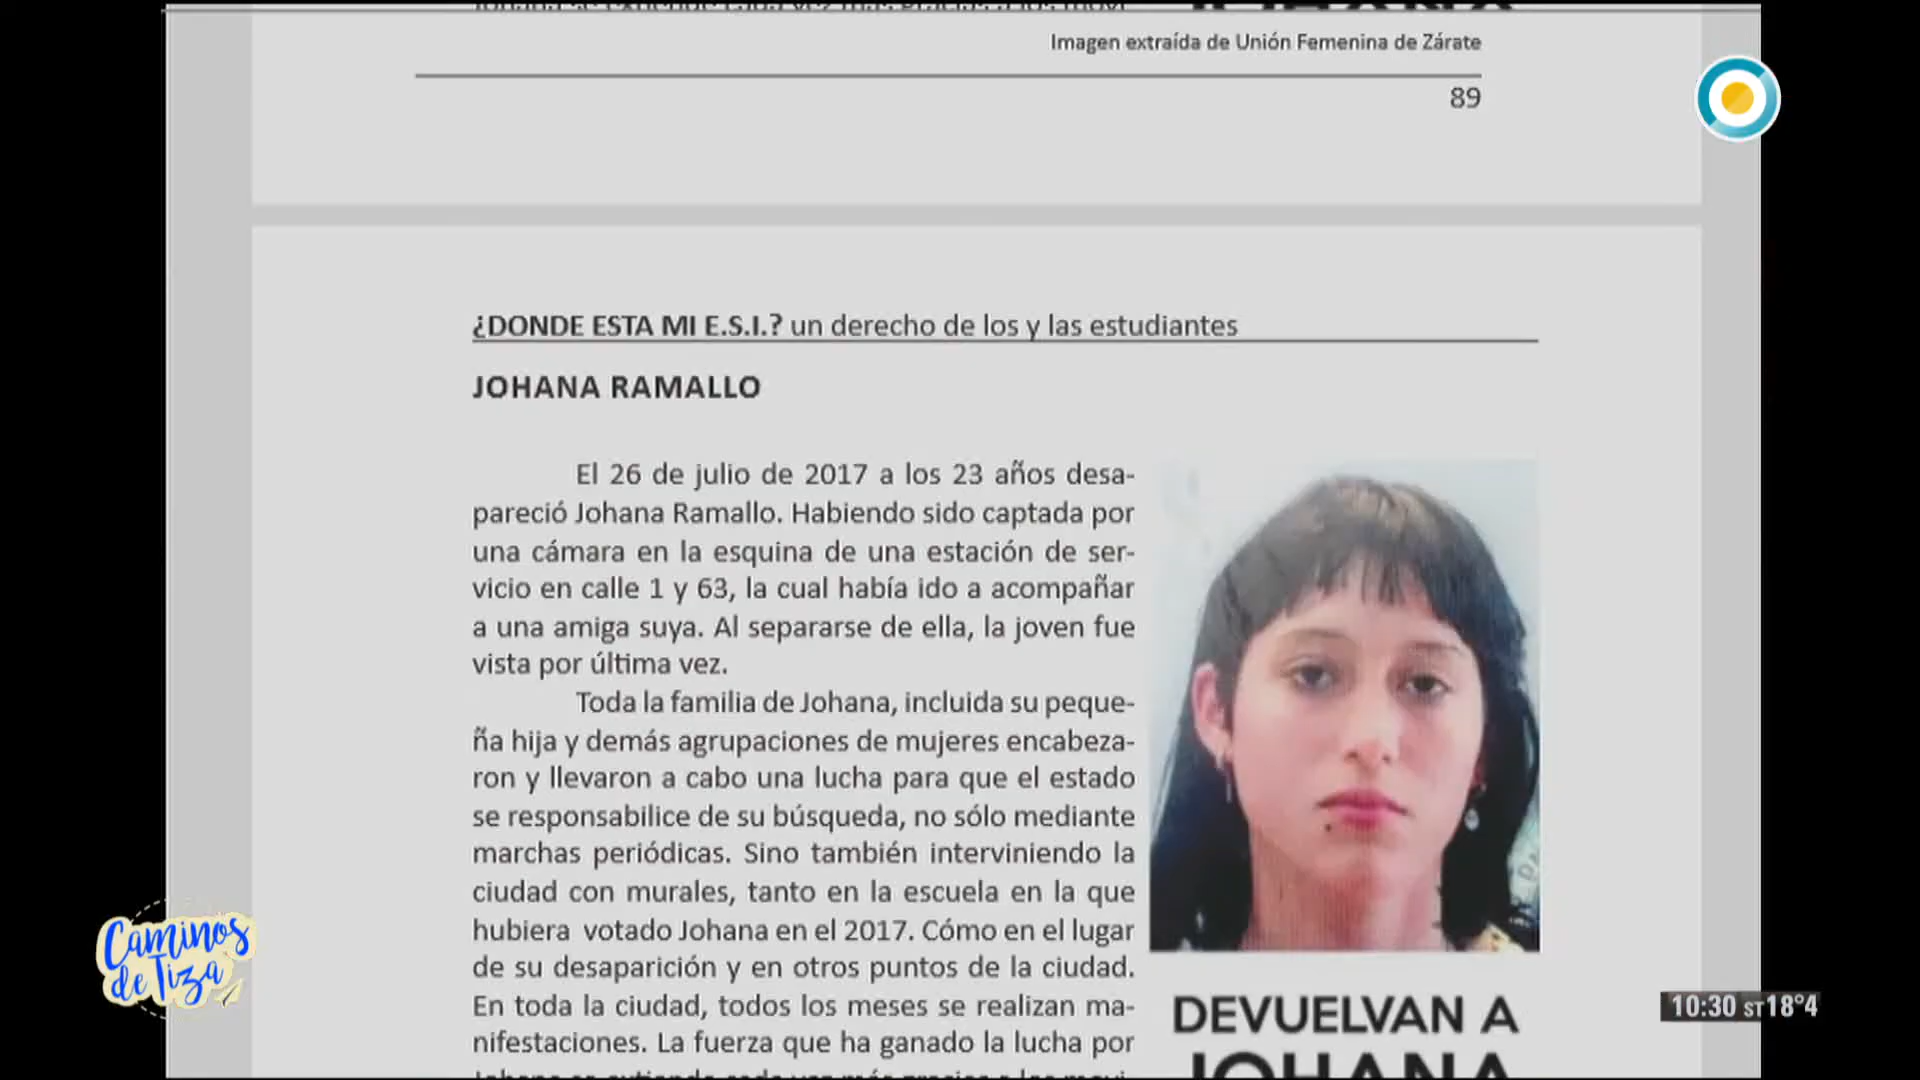 Imagen extraída de Unión Femenina de Zárate
89
¿DONDE ESTA MI E.S.I.? un derecho de los y las estudiantes
JOHANA RAMALLO
El 26 de julio de 2017 a los 23 años desa-
pareció Johana Ramallo. Habiendo sido captada por
una cámara en la esquina de una estación de ser-
vicio en calle 1 y 63, la cual había ido a acompañar
a una amiga suya. Al separarse de ella, la joven fue
vista por última vez.
Toda la familia de Johana, incluida su peque-
ña hija y demás agrupaciones de mujeres encabeza-
ron y llevaron a cabo una lucha para que el estado
se responsabilice de su búsqueda, no sólo mediante
marchas periódicas. Sino también interviniendo la
ciudad con murales, tanto en la escuela en la que
hubiera votado Johana en el 2017. Cómo en el lugar
de su desaparición y en otros puntos de la ciudad.
En toda la ciudad, todos los meses se realizan ma-
nifestaciones. La fuerza que ha ganado la lucha por
DEVUELVAN A
JOHANA
Caminos
de Tiza
10:30 ST 18°4